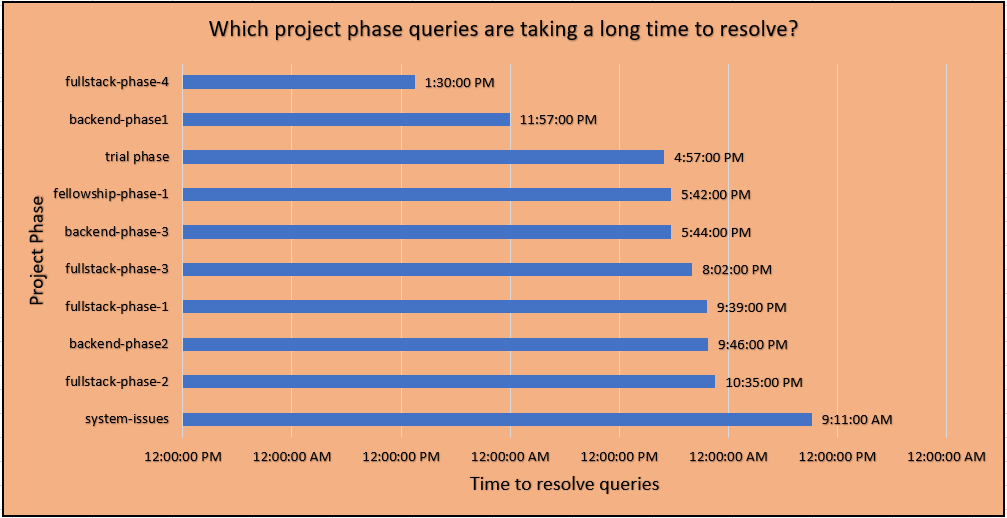 Which project phase queries are taking a long time to resolve?
Project Phase
fullstack-phase-4 1:30:00 PM
backend-phase1 11:57:00 PM
trial phase 4:57:00 PM
fellowship-phase-1 5:42:00 PM
backend-phase-3 5:44:00 PM
fullstack-phase-3 8:02:00 PM
fullstack-phase-1 9:39:00 PM
backend-phase2 9:46:00 PM
fullstack-phase-2 10:35:00 PM
system-issues 9:11:00 AM
12:00:00 PM 12:00:00 AM 12:00:00 PM 12:00:00 AM 12:00:00 PM 12:00:00 AM 12:00:00 PM 12:00:00 AM
Time to resolve queries